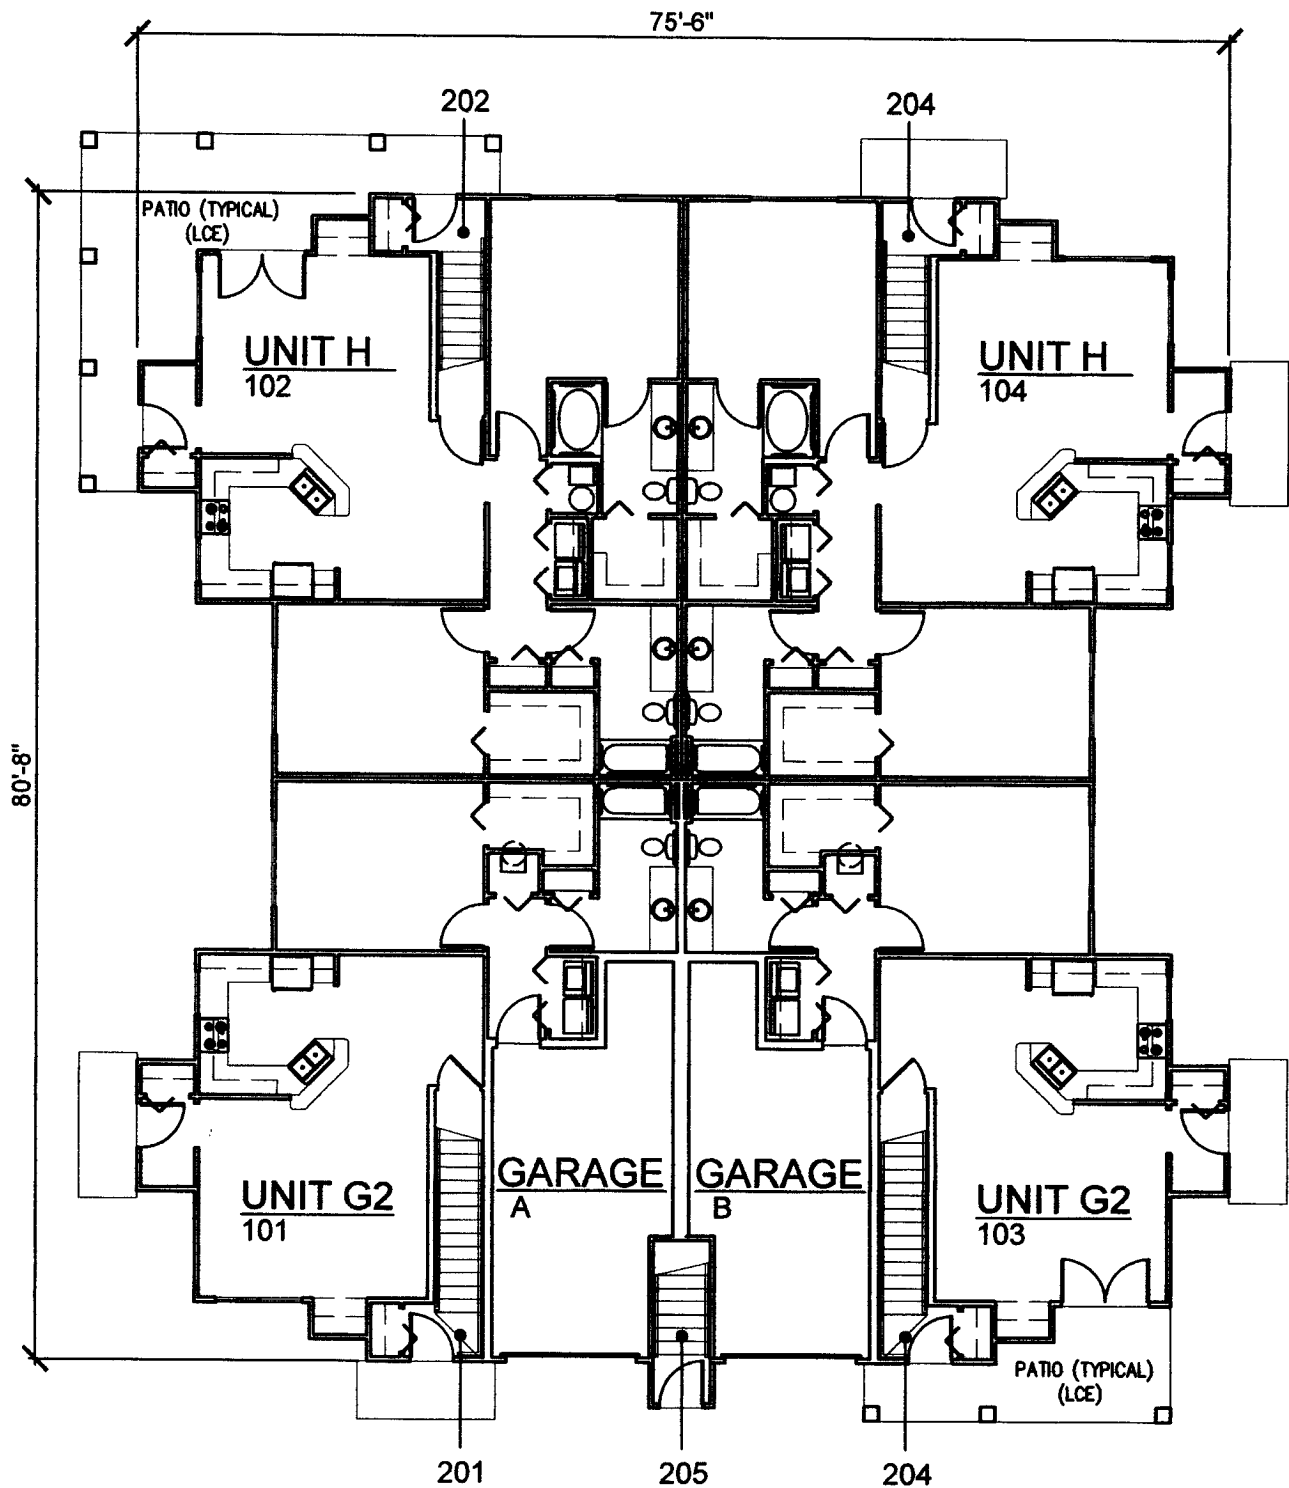 75'-6"
202
204
PATIO (TYPICAL)
(LCE)
UNIT H
102
UNIT H
104
80'-8"
GARAGE
A
GARAGE
B
UNIT G2
101
UNIT G2
103
PATIO (TYPICAL)
(LCE)
201
205
204